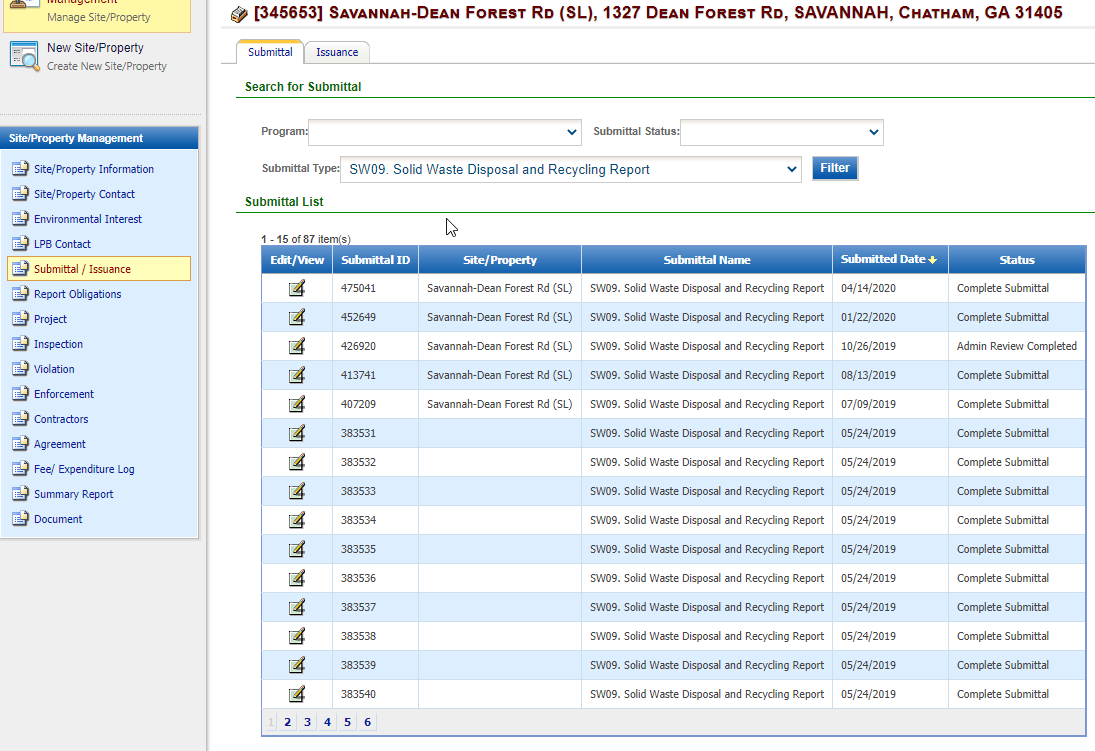 Management
Manage Site/Property
New Site/Property
Create New Site/Property
Site/Property Management
Site/Property Information
Site/Property Contact
Environmental Interest
LPB Contact
Submittal / Issuance
Report Obligations
Project
Inspection
Violation
Enforcement
Contractors
Agreement
Fee/ Expenditure Log
Summary Report
Document
[345653] Savannah-Dean Forest Rd (SL), 1327 Dean Forest Rd, SAVANNAH, Chatham, GA 31405
Submittal Issuance
Search for Submittal
Program: Submittal Status:
Submittal Type: SW09. Solid Waste Disposal and Recycling Report Filter
Submittal List
1 - 15 of 87 item(s)
Edit/View Submittal ID Site/Property Submittal Name Submitted Date Status
475041 Savannah-Dean Forest Rd (SL) SW09. Solid Waste Disposal and Recycling Report 04/14/2020 Complete Submittal
452649 Savannah-Dean Forest Rd (SL) SW09. Solid Waste Disposal and Recycling Report 01/22/2020 Complete Submittal
426920 Savannah-Dean Forest Rd (SL) SW09. Solid Waste Disposal and Recycling Report 10/26/2019 Admin Review Completed
413741 Savannah-Dean Forest Rd (SL) SW09. Solid Waste Disposal and Recycling Report 08/13/2019 Complete Submittal
407209 Savannah-Dean Forest Rd (SL) SW09. Solid Waste Disposal and Recycling Report 07/09/2019 Complete Submittal
383531 SW09. Solid Waste Disposal and Recycling Report 05/24/2019 Complete Submittal
383532 SW09. Solid Waste Disposal and Recycling Report 05/24/2019 Complete Submittal
383533 SW09. Solid Waste Disposal and Recycling Report 05/24/2019 Complete Submittal
383534 SW09. Solid Waste Disposal and Recycling Report 05/24/2019 Complete Submittal
383535 SW09. Solid Waste Disposal and Recycling Report 05/24/2019 Complete Submittal
383536 SW09. Solid Waste Disposal and Recycling Report 05/24/2019 Complete Submittal
383537 SW09. Solid Waste Disposal and Recycling Report 05/24/2019 Complete Submittal
383538 SW09. Solid Waste Disposal and Recycling Report 05/24/2019 Complete Submittal
383539 SW09. Solid Waste Disposal and Recycling Report 05/24/2019 Complete Submittal
383540 SW09. Solid Waste Disposal and Recycling Report 05/24/2019 Complete Submittal
1 2 3 4 5 6